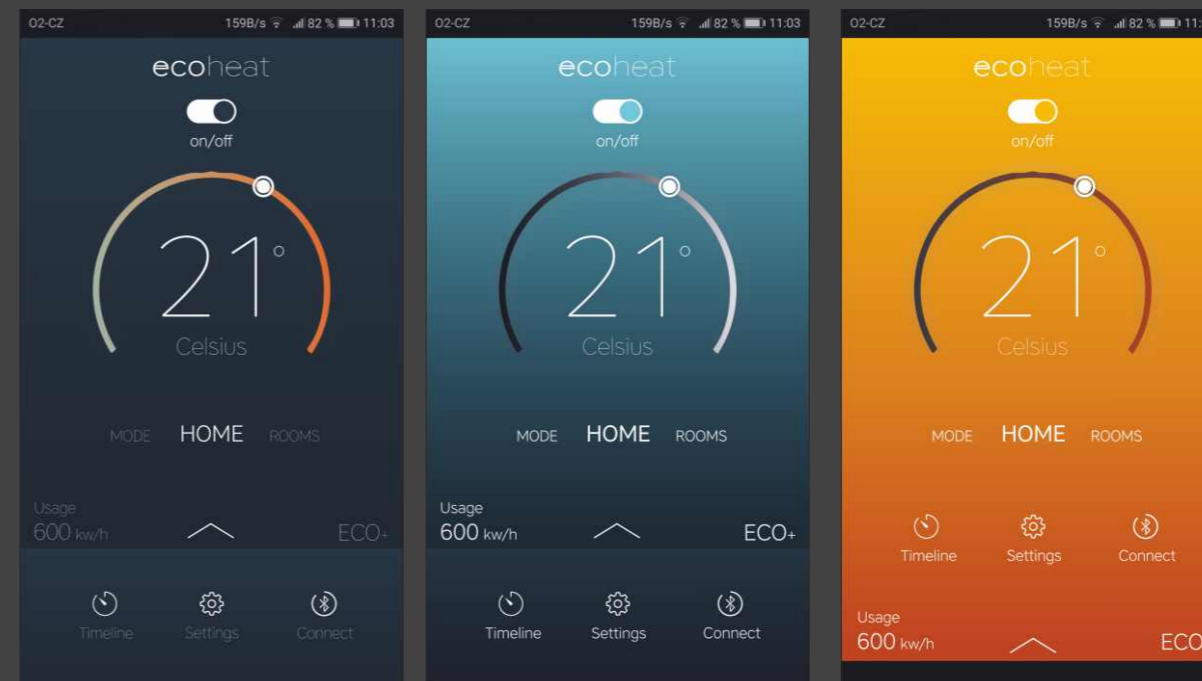 O2-CZ 159B/s 82 % 11:03
ecoheat
on/off
21°
Celsius
MODE HOME ROOMS
Usage
600 kw/h ECO+
Timeline Settings Connect
O2-CZ 159B/s 82 % 11:03
ecoheat
on/off
21°
Celsius
MODE HOME ROOMS
Usage
600 kw/h ECO+
Timeline Settings Connect
O2-CZ 159B/s 82 % 11:
ecoheat
on/off
21°
Celsius
MODE HOME ROOMS
Timeline Settings Connect
Usage
600 kw/h ECO